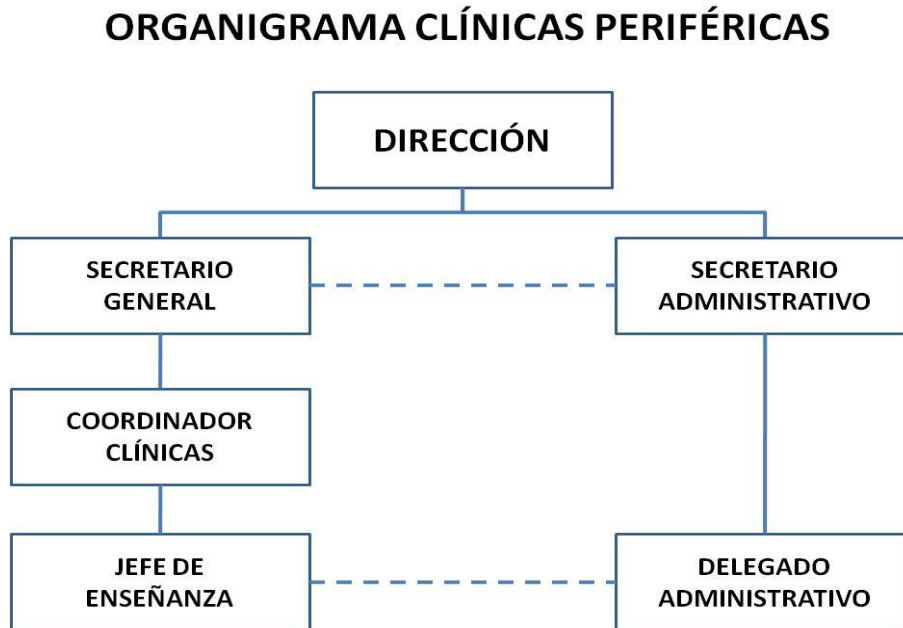 ORGANIGRAMA CLÍNICAS PERIFÉRICAS
DIRECCIÓN
SECRETARIO
GENERAL
SECRETARIO
ADMINISTRATIVO
COORDINADOR
CLÍNICAS
JEFE DE
ENSEÑANZA
DELEGADO
ADMINISTRATIVO